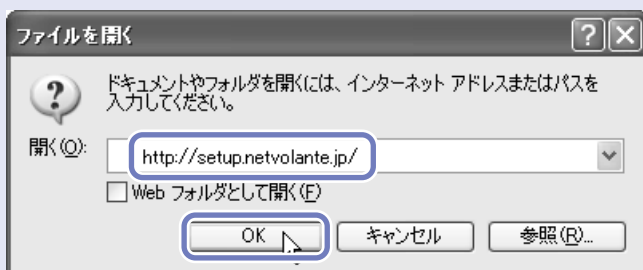 ファイルを開く
ドキュメントやフォルダを開くには、インターネット アドレスまたはパスを
入力してください。
開く(O):
http://setup.netvolante.jp/
Web フォルダとして開く(F)
OK キャンセル 参照(R)...